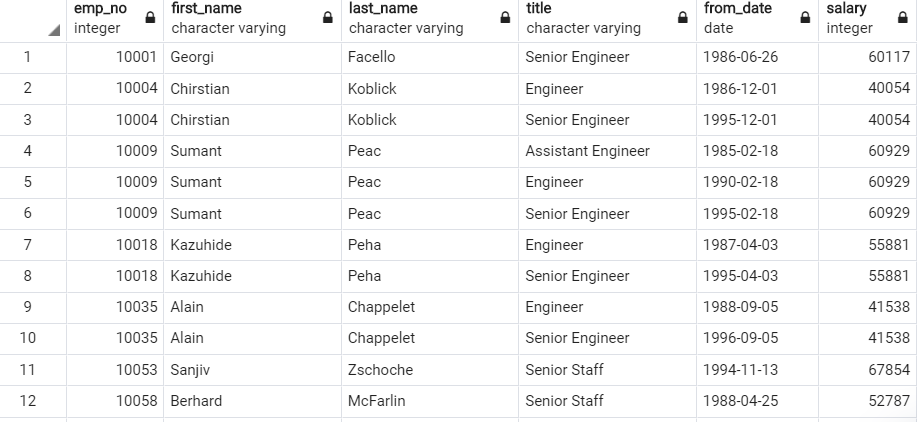 emp_no first_name last_name title from_date salary
integer character varying character varying character varying date integer
1 10001 Georgi Facello Senior Engineer 1986-06-26 60117
2 10004 Chirstian Koblick Engineer 1986-12-01 40054
3 10004 Chirstian Koblick Senior Engineer 1995-12-01 40054
4 10009 Sumant Peac Assistant Engineer 1985-02-18 60929
5 10009 Sumant Peac Engineer 1990-02-18 60929
6 10009 Sumant Peac Senior Engineer 1995-02-18 60929
7 10018 Kazuhide Peha Engineer 1987-04-03 55881
8 10018 Kazuhide Peha Senior Engineer 1995-04-03 55881
9 10035 Alain Chappelet Engineer 1988-09-05 41538
10 10035 Alain Chappelet Senior Engineer 1996-09-05 41538
11 10053 Sanjiv Zschoche Senior Staff 1994-11-13 67854
12 10058 Berhard McFarlin Senior Staff 1988-04-25 52787